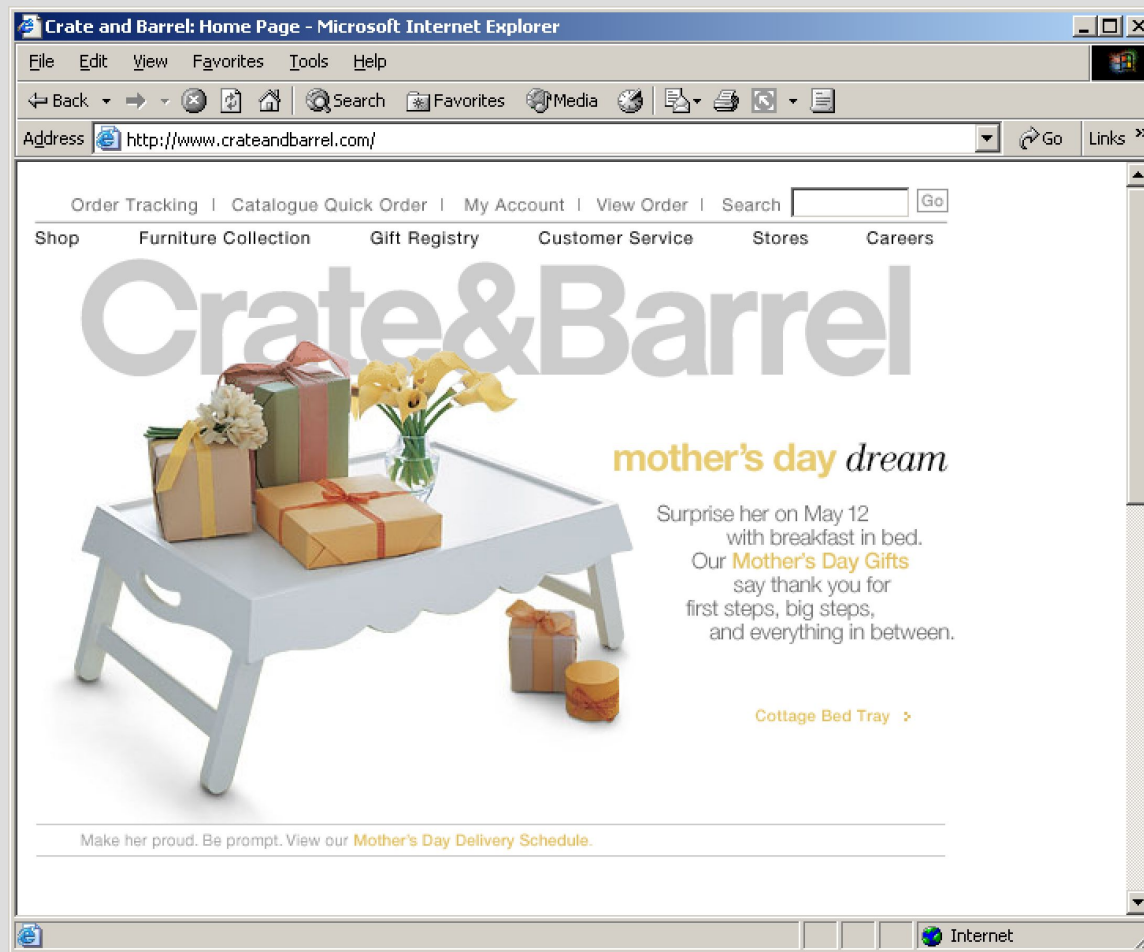 Crate and Barrel: Home Page - Microsoft Internet Explorer
File Edit View Favorites Tools Help
Back Search Favorites Media
Address http://www.crateandbarrel.com/ Go Links »
Order Tracking | Catalogue Quick Order | My Account | View Order | Search Go
Shop Furniture Collection Gift Registry Customer Service Stores Careers
Crate&Barrel
mother's day dream
Surprise her on May 12
with breakfast in bed.
Our Mother's Day Gifts
say thank you for
first steps, big steps,
and everything in between.
Cottage Bed Tray >
Make her proud. Be prompt. View our Mother's Day Delivery Schedule.
Internet